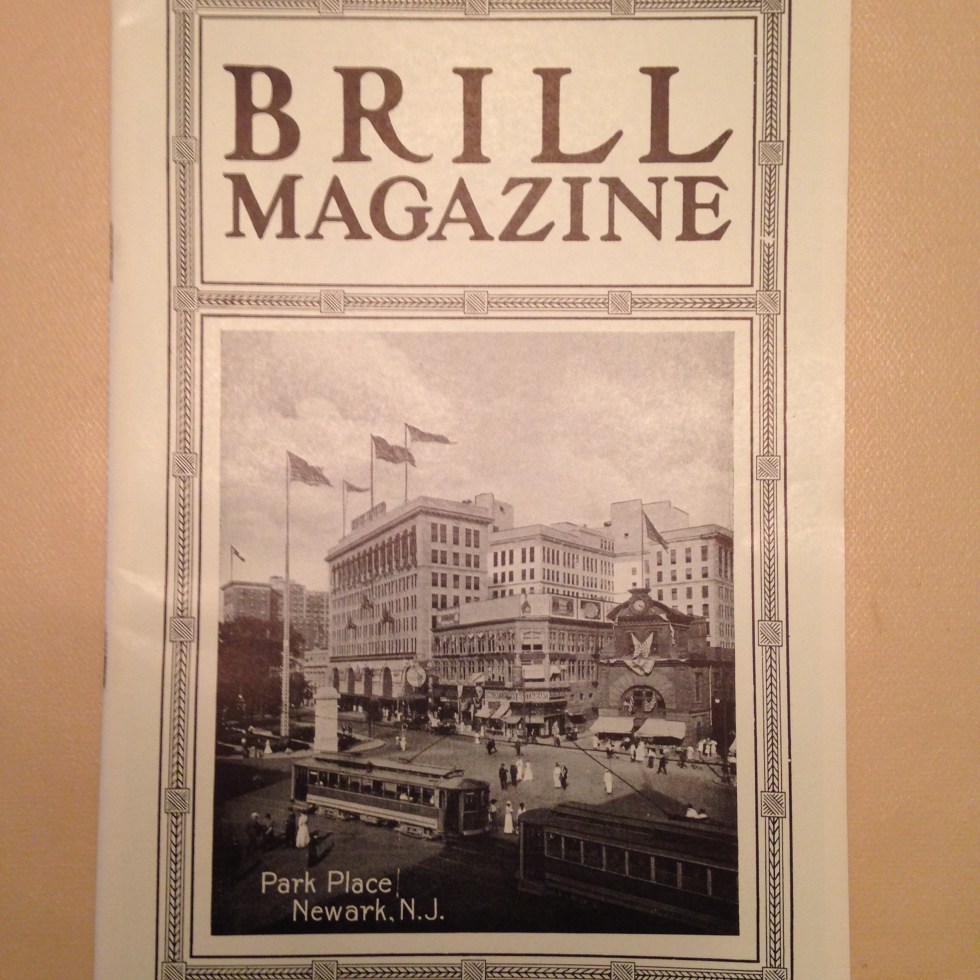 BRILL
MAGAZINE
Park Place
Newark, N.J.